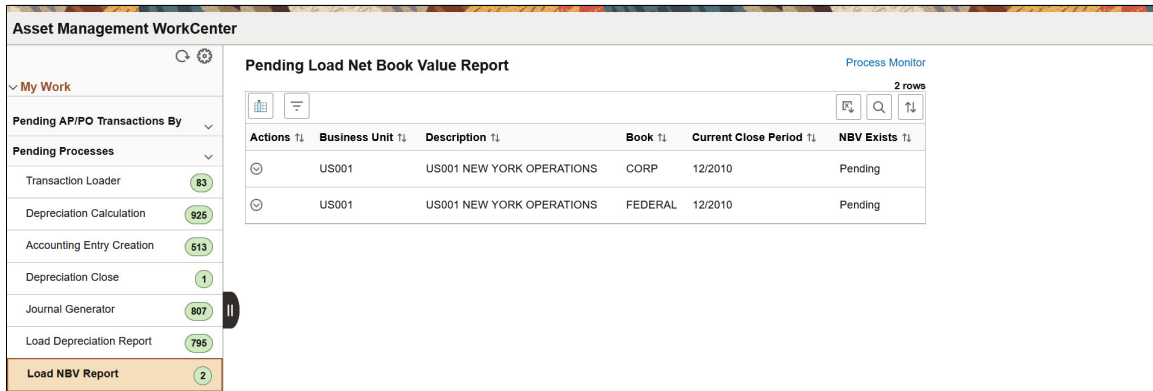 Asset Management WorkCenter
My Work
Pending AP/PO Transactions By
Pending Processes
Transaction Loader 83
Depreciation Calculation 925
Accounting Entry Creation 513
Depreciation Close 1
Journal Generator 807
Load Depreciation Report 795
Load NBV Report 2
Pending Load Net Book Value Report
Process Monitor
2 rows
Actions Business Unit Description Book Current Close Period NBV Exists
US001 US001 NEW YORK OPERATIONS CORP 12/2010 Pending
US001 US001 NEW YORK OPERATIONS FEDERAL 12/2010 Pending